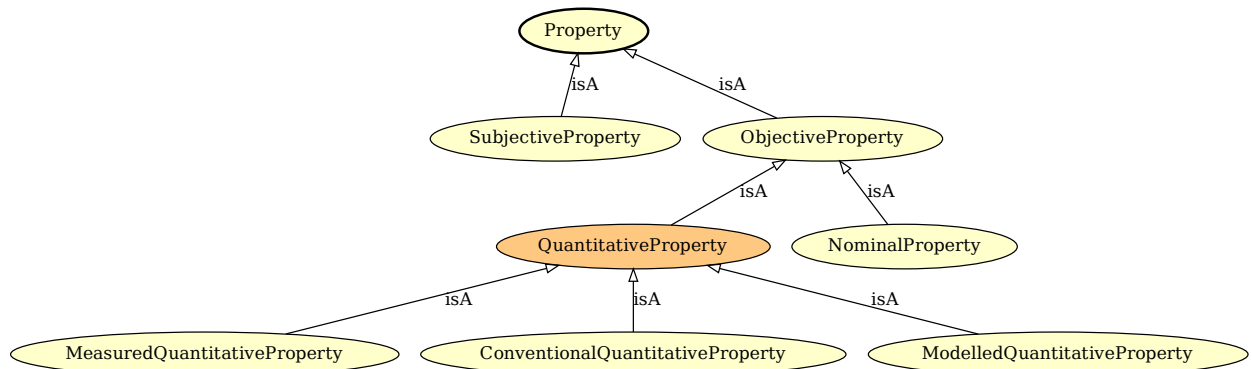 Property
isA
isA
SubjectiveProperty
ObjectiveProperty
isA
isA
QuantitativeProperty
NominalProperty
isA
isA
isA
MeasuredQuantitativeProperty
ConventionalQuantitativeProperty
ModelledQuantitativeProperty